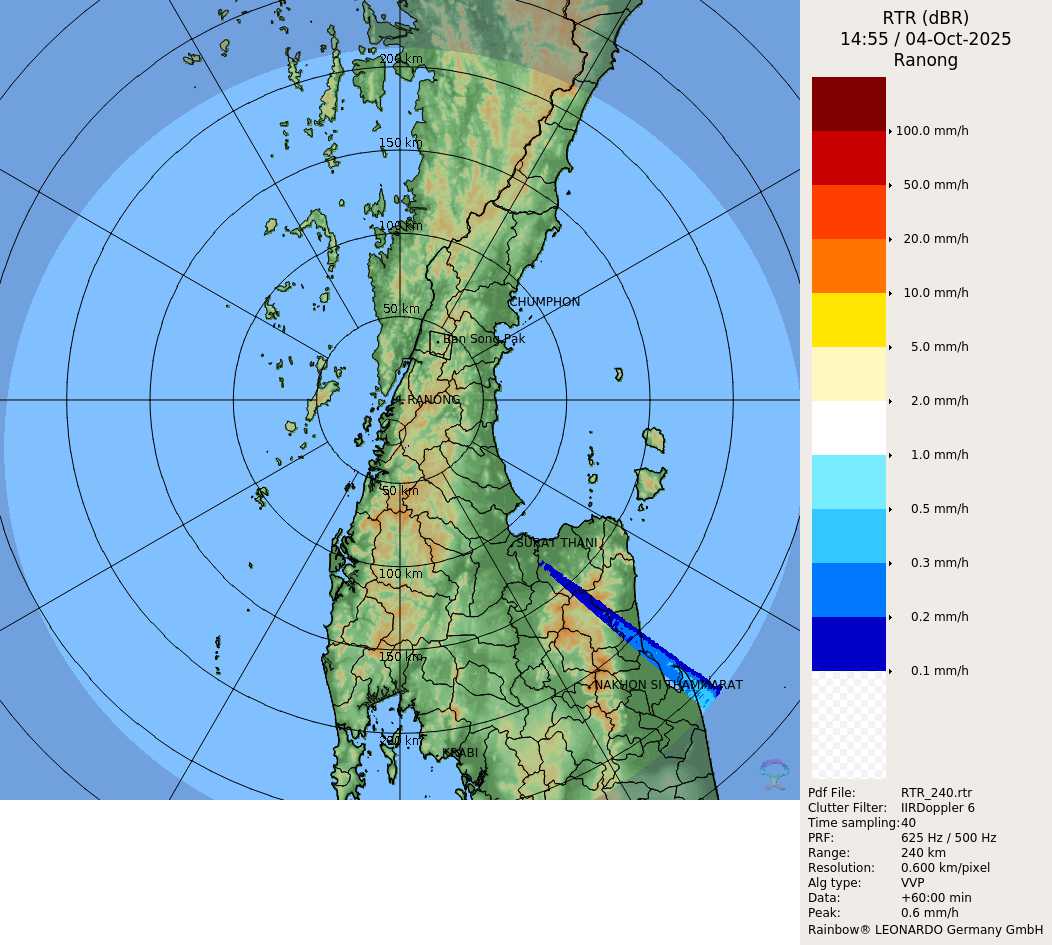 RTR (dBR)
14:55 / 04-Oct-2025
Ranong
200 km
150 km
100 km
50 km
CHUMPHON
Ban Song Pak
RANONG
50 km
SURAT THANI
100 km
150 km
NAKHON SI THAMMARAT
200 km
KRABI
100.0 mm/h
50.0 mm/h
20.0 mm/h
10.0 mm/h
5.0 mm/h
2.0 mm/h
1.0 mm/h
0.5 mm/h
0.3 mm/h
0.2 mm/h
0.1 mm/h
Pdf File: RTR_240.rtr
Clutter Filter: IIRDoppler 6
Time sampling:40
PRF: 625 Hz / 500 Hz
Range: 240 km
Resolution: 0.600 km/pixel
Alg type: VVP
Data: +60:00 min
Peak: 0.6 mm/h
Rainbow® LEONARDO Germany GmbH